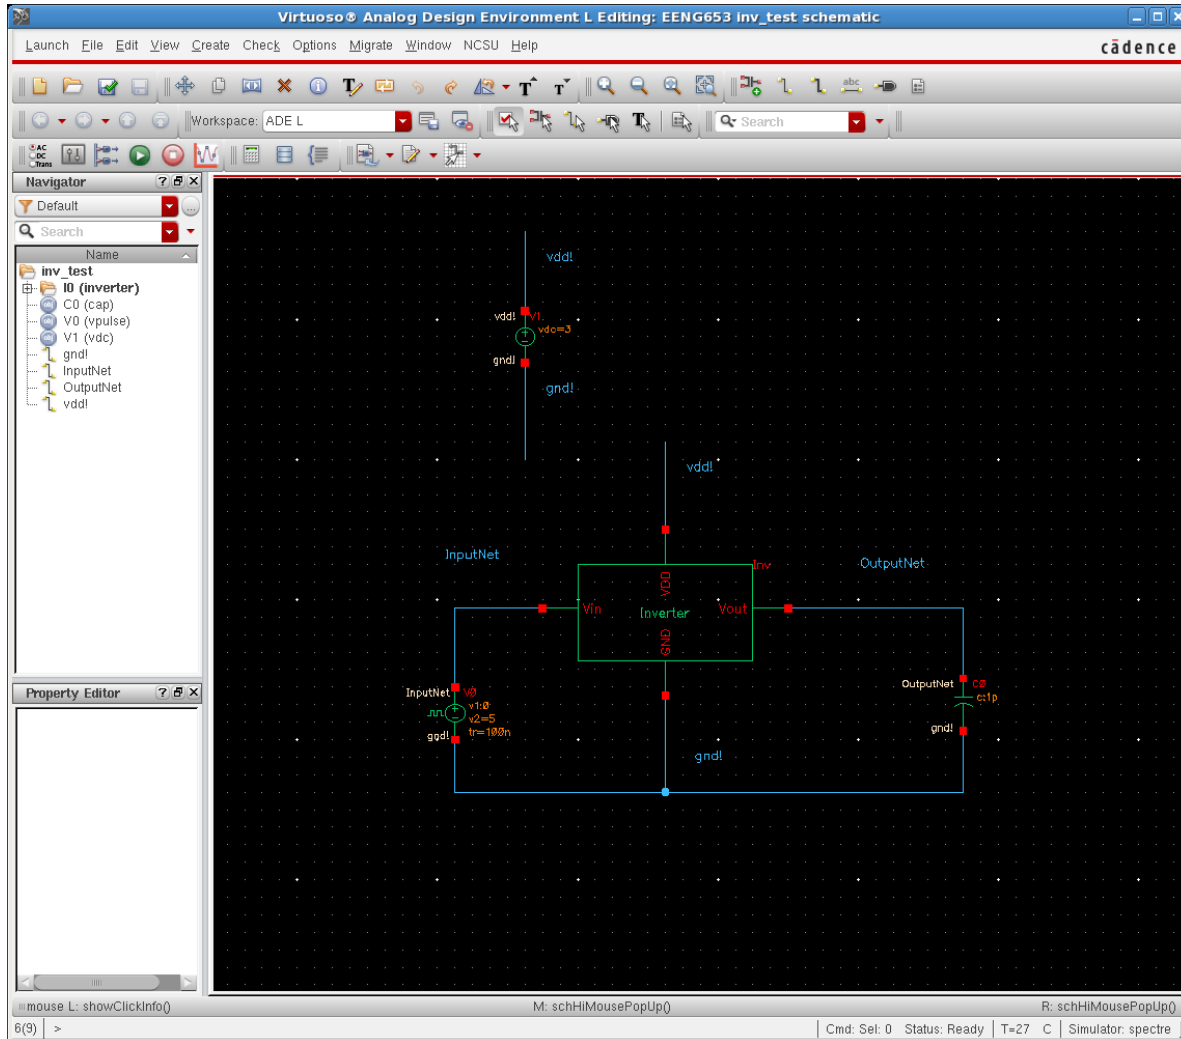 Virtuoso® Analog Design Environment L Editing: EENG653 inv_test schematic
Launch File Edit View Create Check Options Migrate Window NCSU Help
cādence
abc
Workspace: ADE L
Search
AC
DC
Trans
Navigator
Default
Search
Name
inv_test
I0 (inverter)
C0 (cap)
V0 (vpulse)
V1 (vdc)
gnd!
InputNet
OutputNet
vdd!
Property Editor
vdd!
vdd! V1
vdc=3
gnd!
gnd!
vdd!
InputNet
Inv
OutputNet
VDD
Vin
Inverter
Vout
GND
InputNet V0
v1:0
v2=5
tr=100n
gnd!
OutputNet C0
c:1p
gnd!
gnd!
mouse L: showClickInfo() M: schHiMousePopUp() R: schHiMousePopUp()
6(9) > Cmd: Sel: 0 Status: Ready T=27 C Simulator: spectre